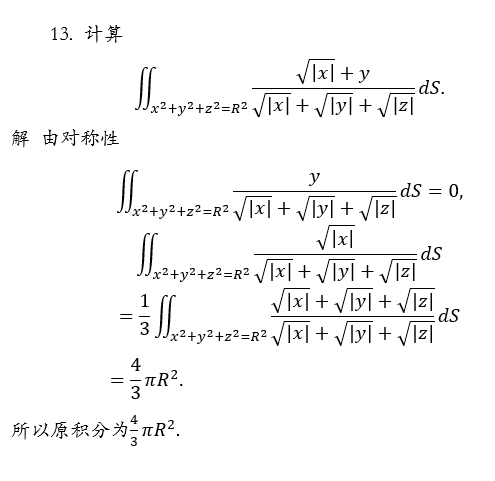 13. 计算
∬_{x²+y²+z²=R²} (√|x| + y)/(√|x| + √|y| + √|z|) dS.
解 由对称性
∬_{x²+y²+z²=R²} y/(√|x| + √|y| + √|z|) dS = 0,
∬_{x²+y²+z²=R²} √|x|/(√|x| + √|y| + √|z|) dS
= 1/3 ∬_{x²+y²+z²=R²} (√|x| + √|y| + √|z|)/(√|x| + √|y| + √|z|) dS
= 4/3 πR².
所以原积分为4/3 πR².